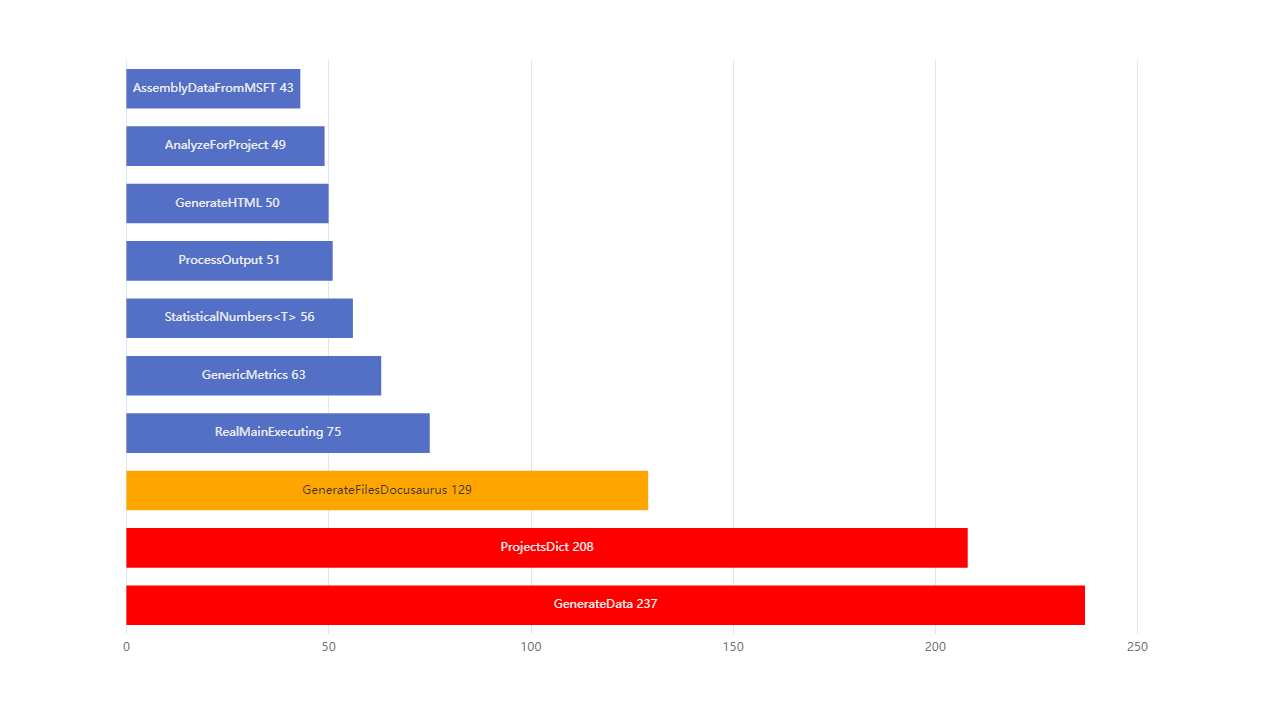 AssemblyDataFromMSFT 43
AnalyzeForProject 49
GenerateHTML 50
ProcessOutput 51
StatisticalNumbers<T> 56
GenericMetrics 63
RealMainExecuting 75
GenerateFilesDocusaurus 129
ProjectsDict 208
GenerateData 237
0 50 100 150 200 250